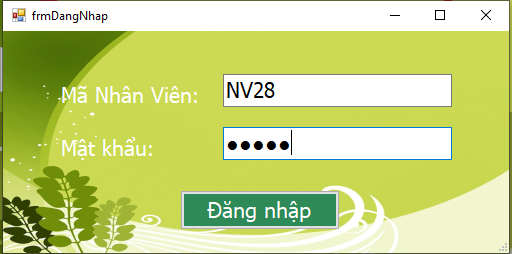 frmDangNhap
Mã Nhân Viên: NV28
Mật khẩu: ●●●●●
Đăng nhập